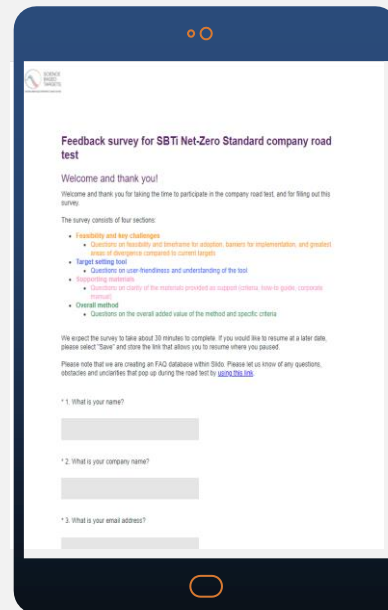 SCIENCE
BASED
TARGETS
Feedback survey for SBTi Net-Zero Standard company road
test
Welcome and thank you!
Welcome and thank you for taking the time to participate in the company road test, and for filling out this
survey.
The survey consists of four sections:
• Feasibility and key challenges
• Questions on feasibility and timeframe for adoption, barriers for implementation, and greatest
areas of divergence compared to current targets
• Target setting tool
• Questions on user-friendliness and understanding of the tool
• Supporting materials
• Questions on clarity of the materials provided as support criteria, how-to guide, corporate
manual
• Overall method
• Questions on the overall added value of the method and specific criteria
We expect the survey to take about 30 minutes to complete. If you would like to resume at a later date,
please select "Save" and store the link that allows you to resume where you paused.
Please note that we are creating an FAQ database within Slido. Please let us know of any questions,
obstacles and unclarities that pop up during the road test by using this link.
* 1. What is your name?
* 2. What is your company name?
* 3. What is your email address?